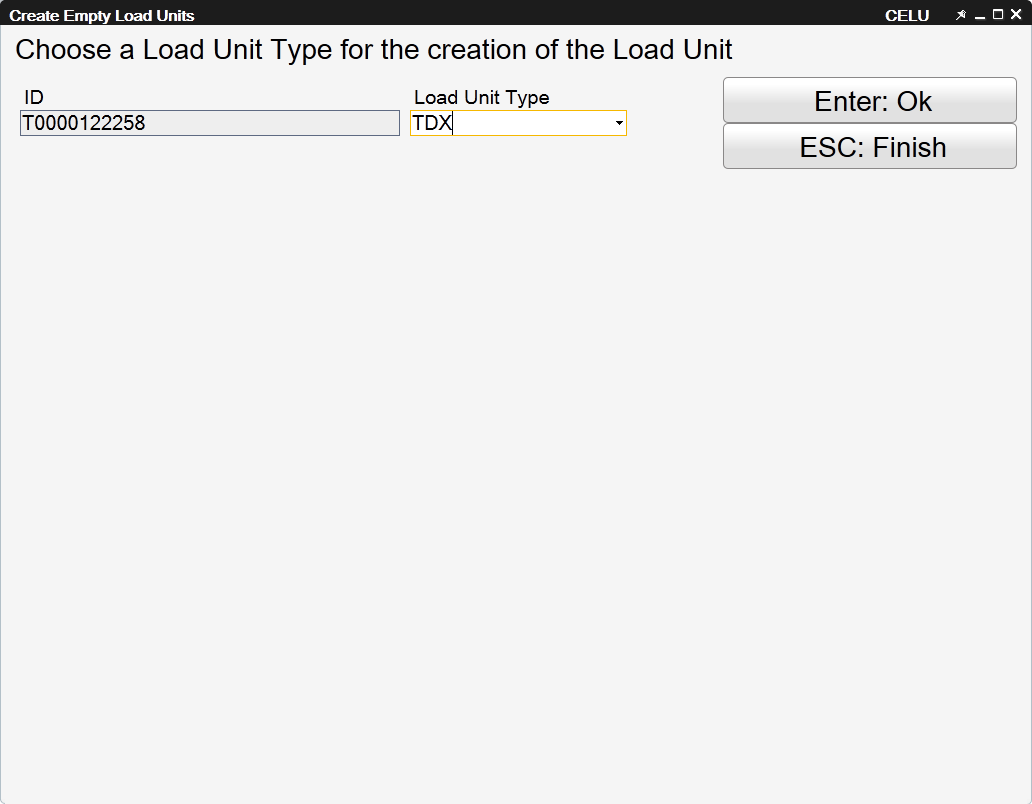 Create Empty Load Units CELU
Choose a Load Unit Type for the creation of the Load Unit
ID
T0000122258
Load Unit Type
TDX
Enter: Ok
ESC: Finish